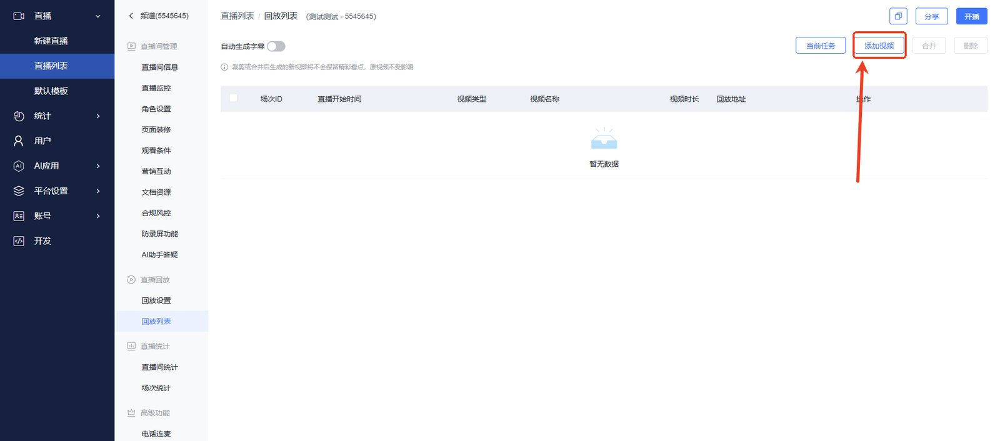 直播
新建直播
直播列表
默认模板
统计
用户
AI应用
平台设置
账号
开发
频道(5545645)
直播间管理
直播间信息
直播监控
角色设置
页面装修
观看条件
营销互动
文档资源
合规风控
防录屏功能
AI助手答疑
直播回放
回放设置
回放列表
直播统计
直播间统计
场次统计
高级功能
电话连麦
直播列表 / 回放列表 (测试测试 - 5545645)
分享 开播
自动生成字幕
当前任务 添加视频 合并 删除
裁剪或合并后生成的新视频将不会保留精彩看点，原视频不受影响
场次ID 直播开始时间 视频类型 视频名称 视频时长 回放地址 操作
暂无数据